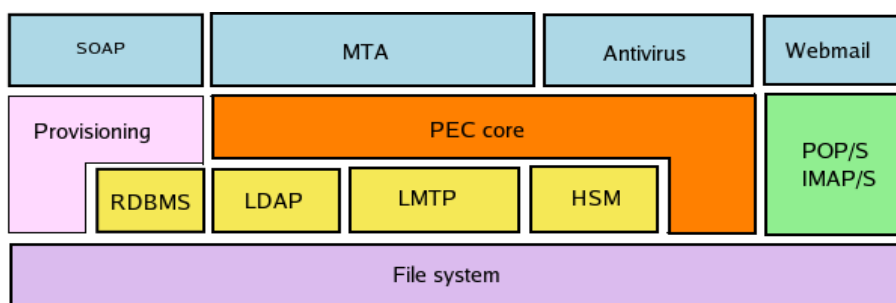 SOAP
MTA
Antivirus
Webmail
Provisioning
PEC core
POP/S
IMAP/S
RDBMS
LDAP
LMTP
HSM
File system